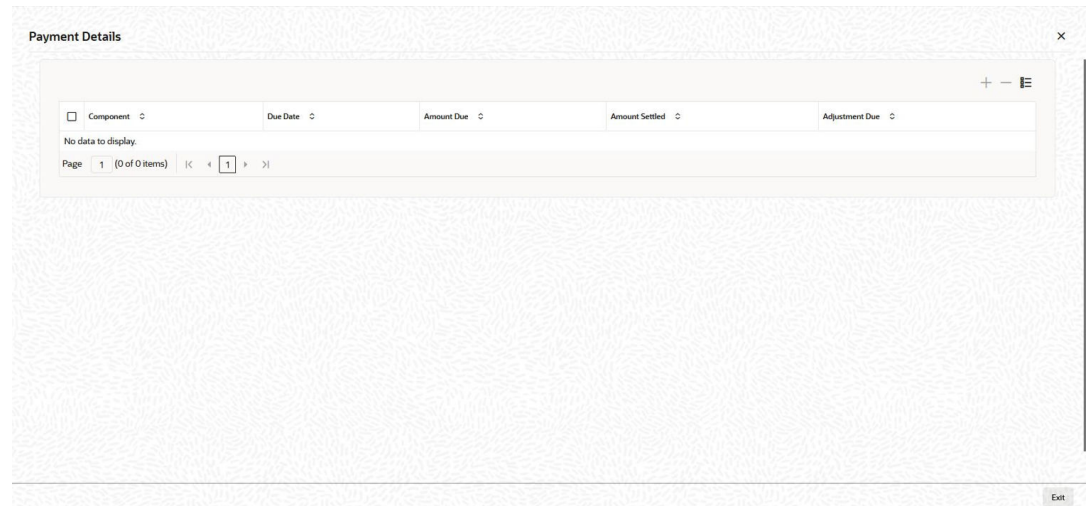 Payment Details
Component Due Date Amount Due Amount Settled Adjustment Due
No data to display.
Page 1 (0 of 0 items) 1
Exit